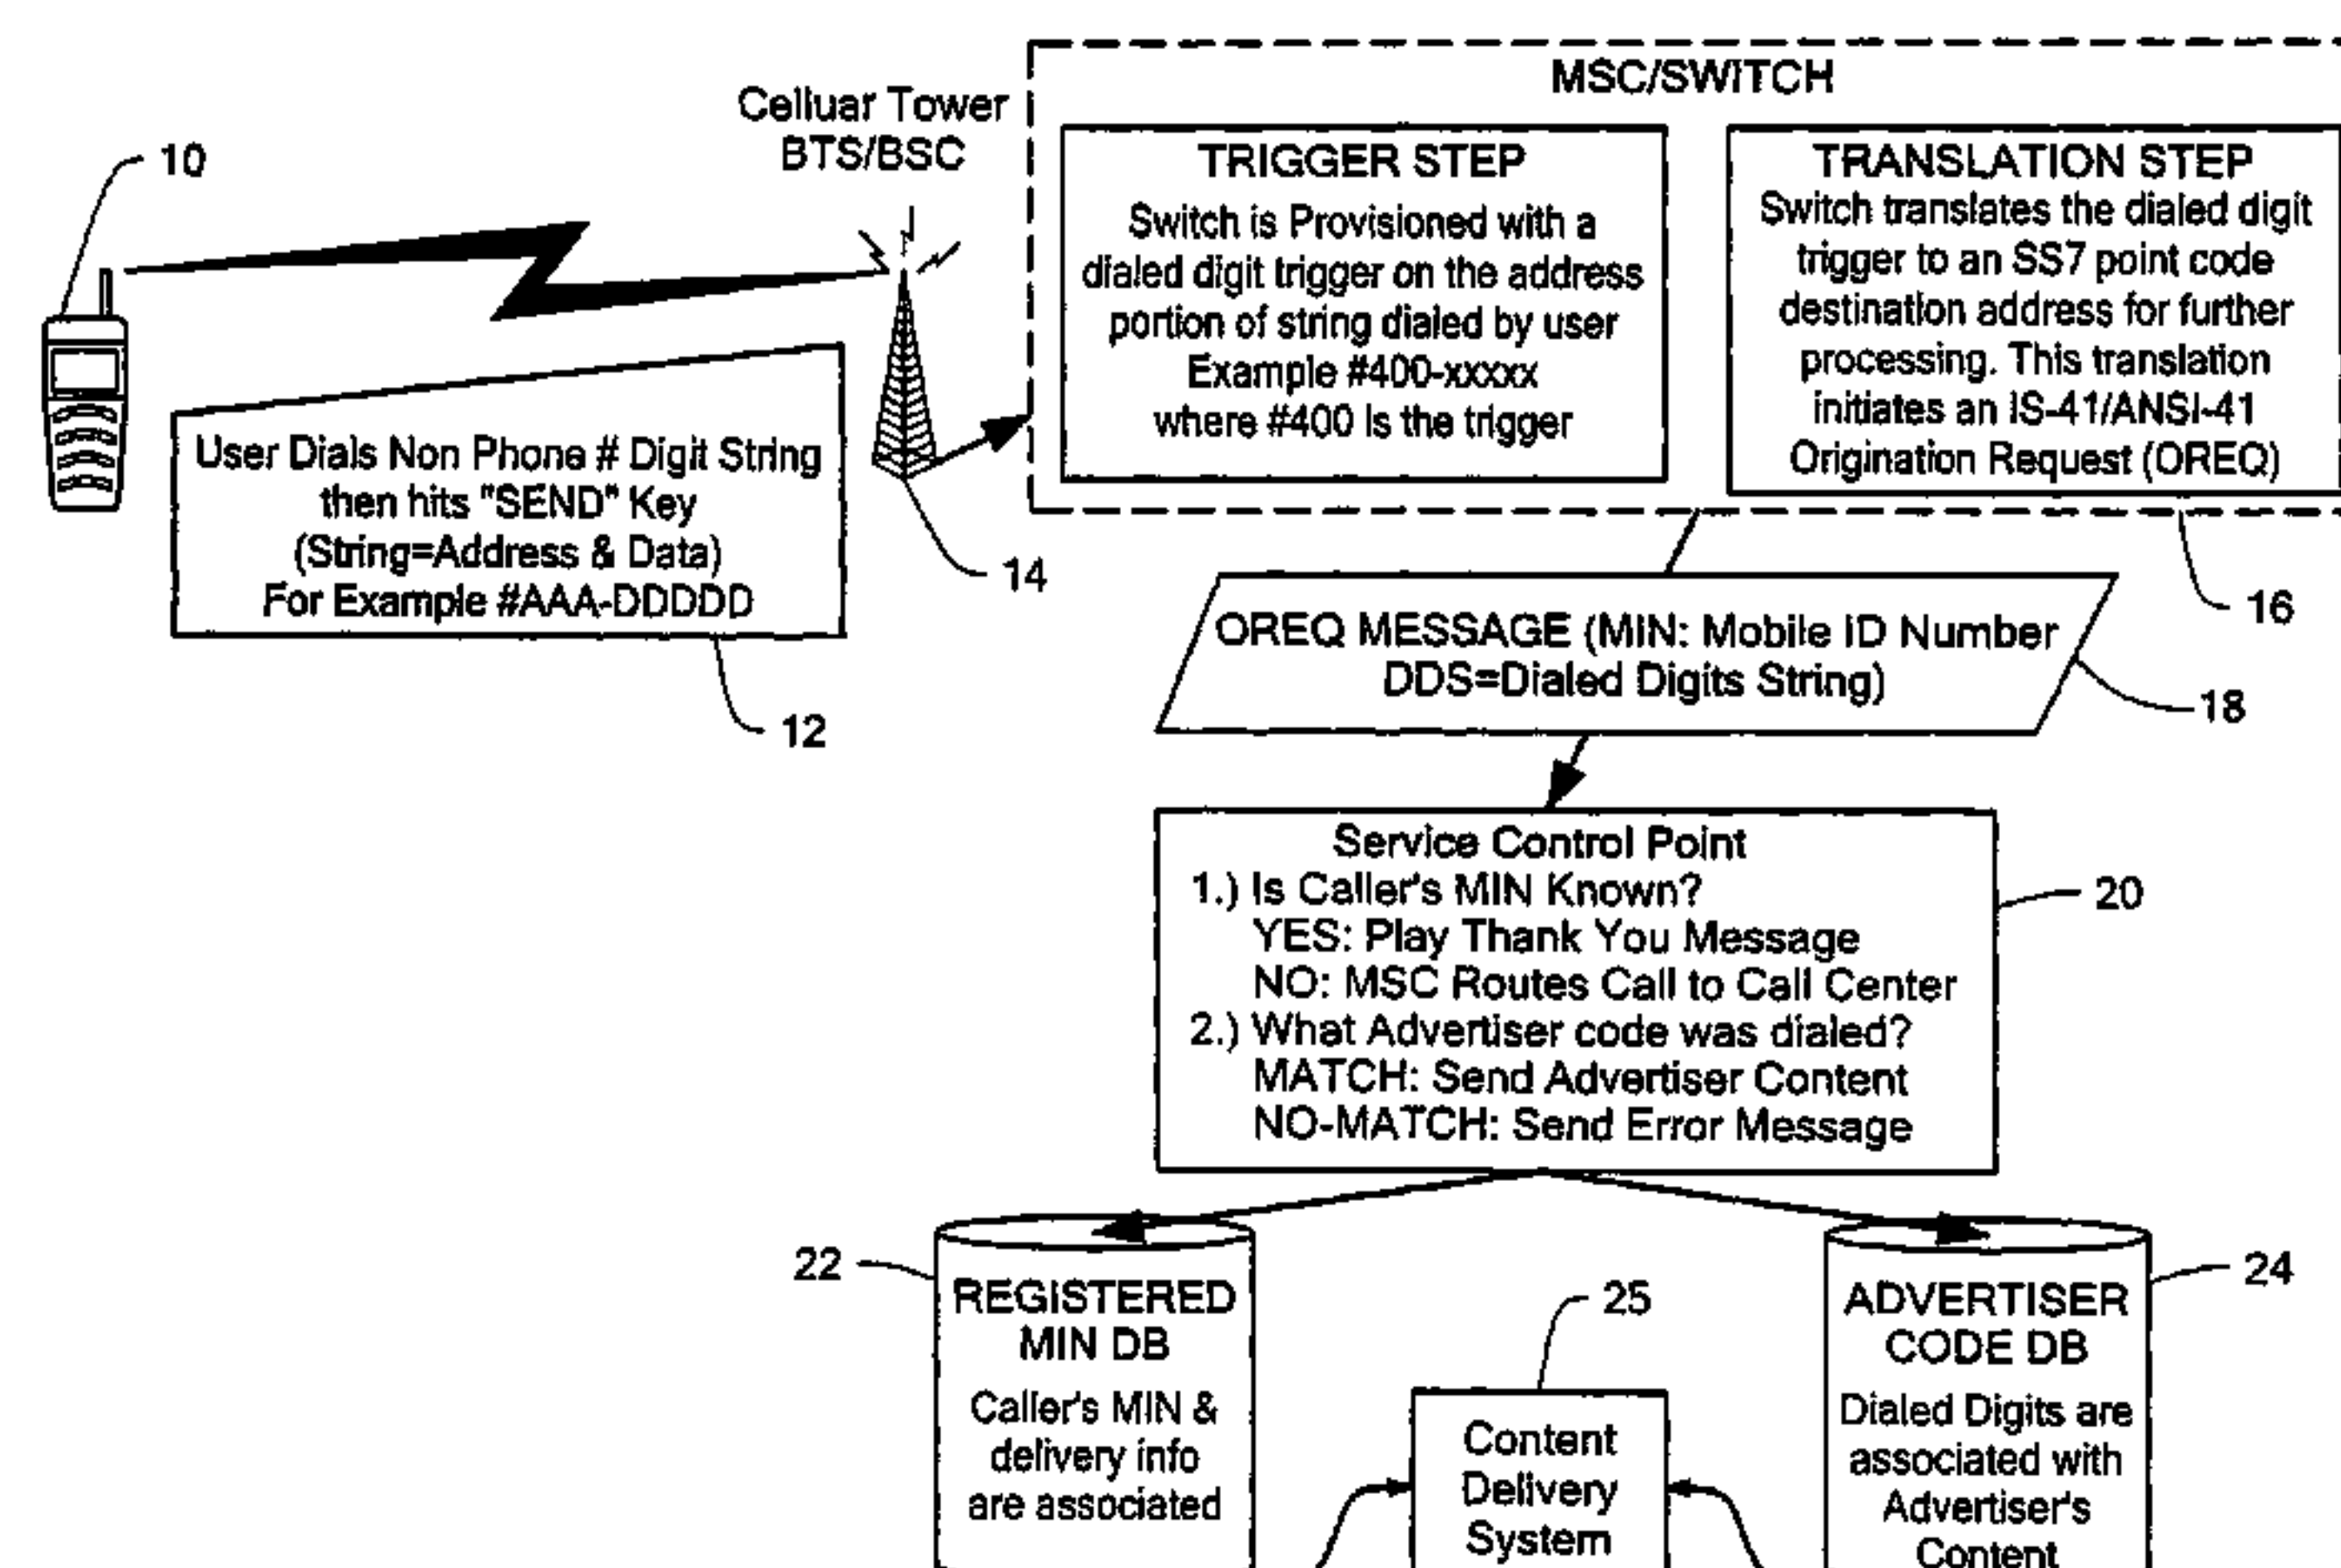 MSC/SWITCH
Celluar Tower
BTS/BSC
10
TRIGGER STEP
Switch is Provisioned with a
dialed digit trigger on the address
portion of string dialed by user
Example #400-xxxxx
where #400 is the trigger
TRANSLATION STEP
Switch translates the dialed digit
trigger to an SS7 point code
destination address for further
processing. This translation
initiates an IS-41/ANSI-41
Origination Request (OREQ)
User Dials Non Phone # Digit String
then hits "SEND" Key
(String=Address & Data)
For Example #AAA-DDDDD
14
16
12
OREQ MESSAGE (MIN: Mobile ID Number
DDS=Dialed Digits String)
18
Service Control Point
1.) Is Caller's MIN Known?
YES: Play Thank You Message
NO: MSC Routes Call to Call Center
2.) What Advertiser code was dialed?
MATCH: Send Advertiser Content
NO-MATCH: Send Error Message
20
22
REGISTERED
MIN DB
Caller's MIN &
delivery info
are associated
25
Content
Delivery
System
24
ADVERTISER
CODE DB
Dialed Digits are
associated with
Advertiser's
Content